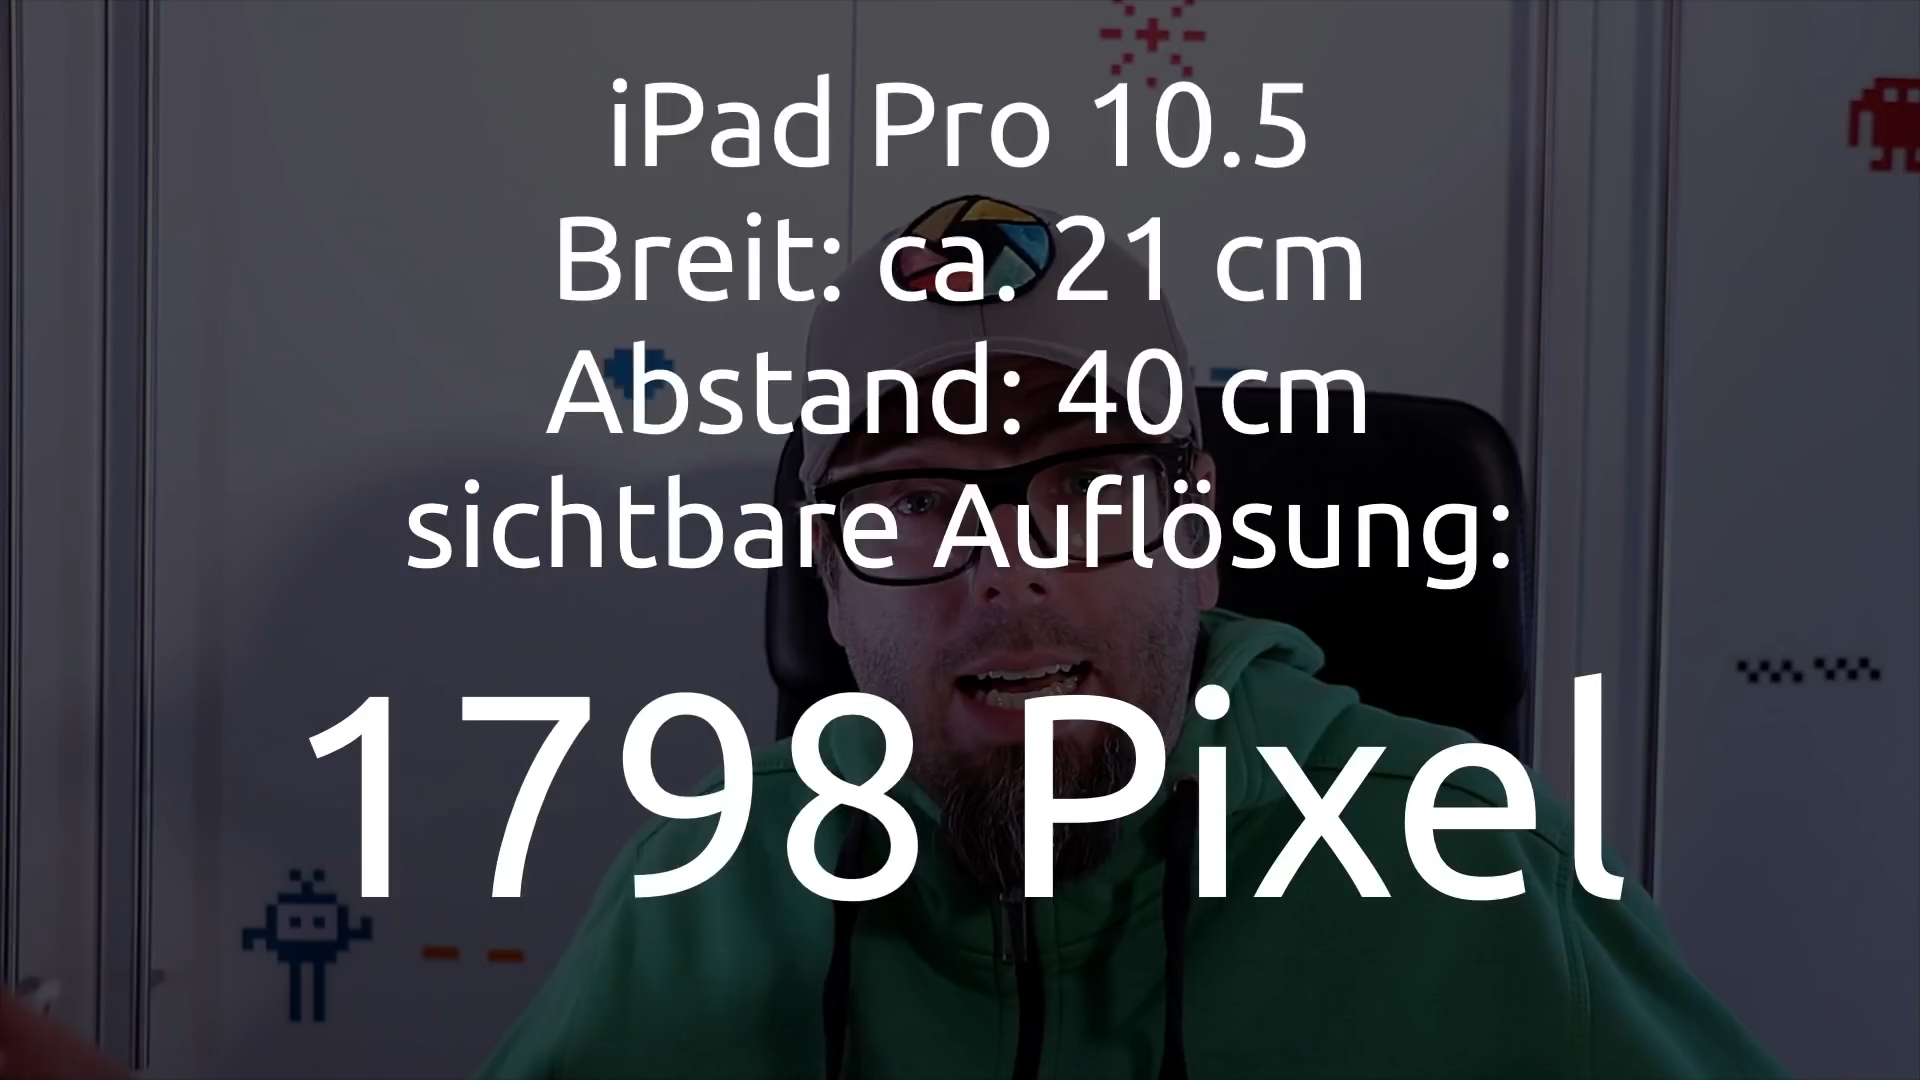 iPad Pro 10.5
Breit: ca. 21 cm
Abstand: 40 cm
sichtbare Auflösung:
1798 Pixel